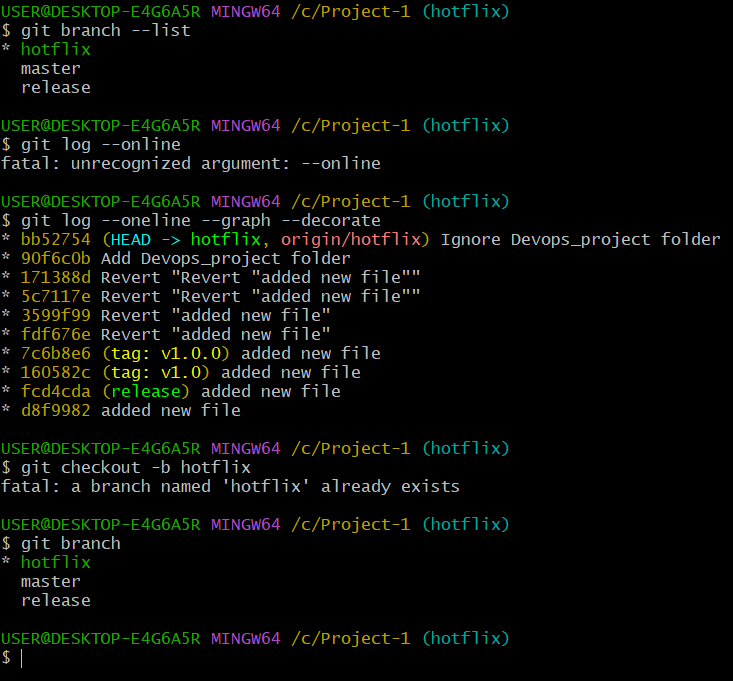 USER@DESKTOP-E4G6A5R MINGW64 /c/Project-1 (hotflix)
$ git branch --list
* hotflix
  master
  release

USER@DESKTOP-E4G6A5R MINGW64 /c/Project-1 (hotflix)
$ git log --online
fatal: unrecognized argument: --online

USER@DESKTOP-E4G6A5R MINGW64 /c/Project-1 (hotflix)
$ git log --oneline --graph --decorate
* bb52754 (HEAD -> hotflix, origin/hotflix) Ignore Devops_project folder
* 90f6c0b Add Devops_project folder
* 171388d Revert "Revert "added new file""
* 5c7117e Revert "Revert "added new file""
* 3599f99 Revert "added new file"
* fdf676e Revert "added new file"
* 7c6b8e6 (tag: v1.0.0) added new file
* 160582c (tag: v1.0) added new file
* fcd4cda (release) added new file
* d8f9982 added new file

USER@DESKTOP-E4G6A5R MINGW64 /c/Project-1 (hotflix)
$ git checkout -b hotflix
fatal: a branch named 'hotflix' already exists

USER@DESKTOP-E4G6A5R MINGW64 /c/Project-1 (hotflix)
$ git branch
* hotflix
  master
  release

USER@DESKTOP-E4G6A5R MINGW64 /c/Project-1 (hotflix)
$